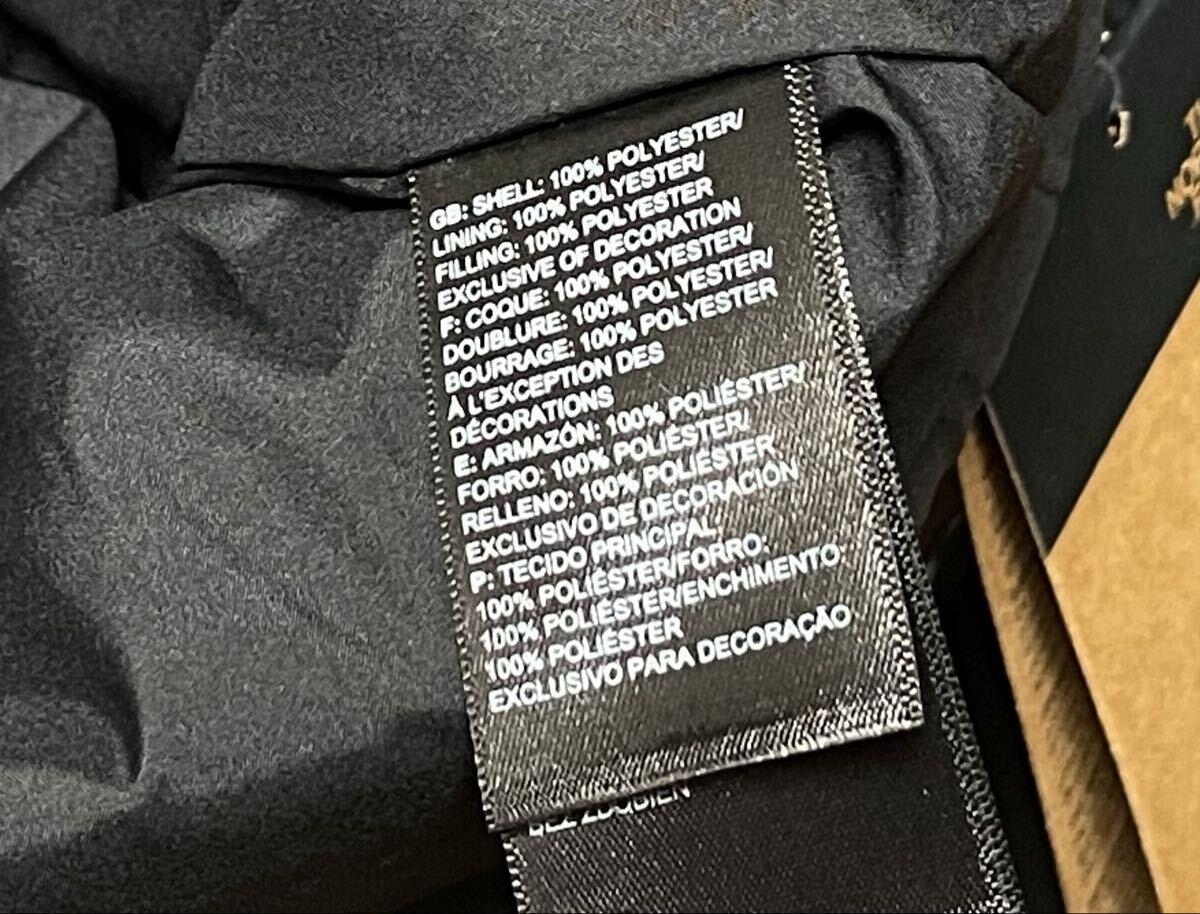 GB: SHELL: 100% POLYESTER/
LINING: 100% POLYESTER/
FILLING: 100% POLYESTER
EXCLUSIVE OF DECORATION
F: COQUE: 100% POLYESTER/
DOUBLURE: 100% POLYESTER/
BOURRAGE: 100% POLYESTER
À L'EXCEPTION DES
DÉCORATIONS
E: ARMAZÓN: 100% POLIÉSTER/
FORRO: 100% POLIÉSTER/
RELLENO: 100% POLIÉSTER
EXCLUSIVO DE DECORACIÓN
P: TECIDO PRINCIPAL:
100% POLIÉSTER/FORRO:
100% POLIÉSTER/ENCHIMENTO:
100% POLIÉSTER
EXCLUSIVO PARA DECORAÇÃO